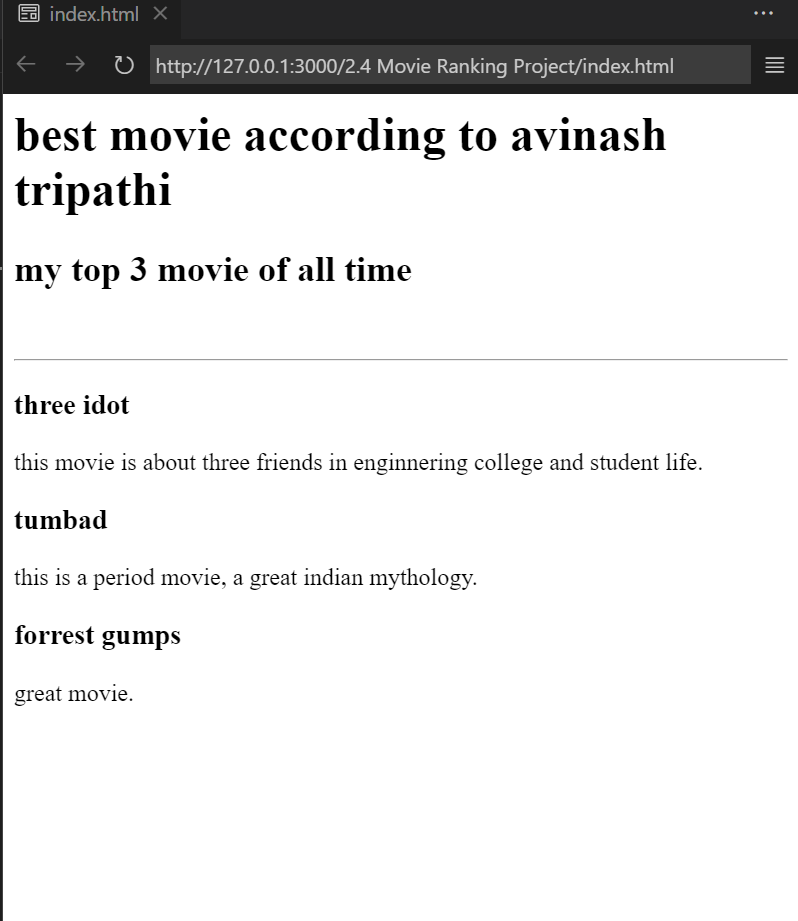 index.html
http://127.0.0.1:3000/2.4 Movie Ranking Project/index.html
best movie according to avinash
tripathi
my top 3 movie of all time
three idot
this movie is about three friends in enginnering college and student life.
tumbad
this is a period movie, a great indian mythology.
forrest gumps
great movie.